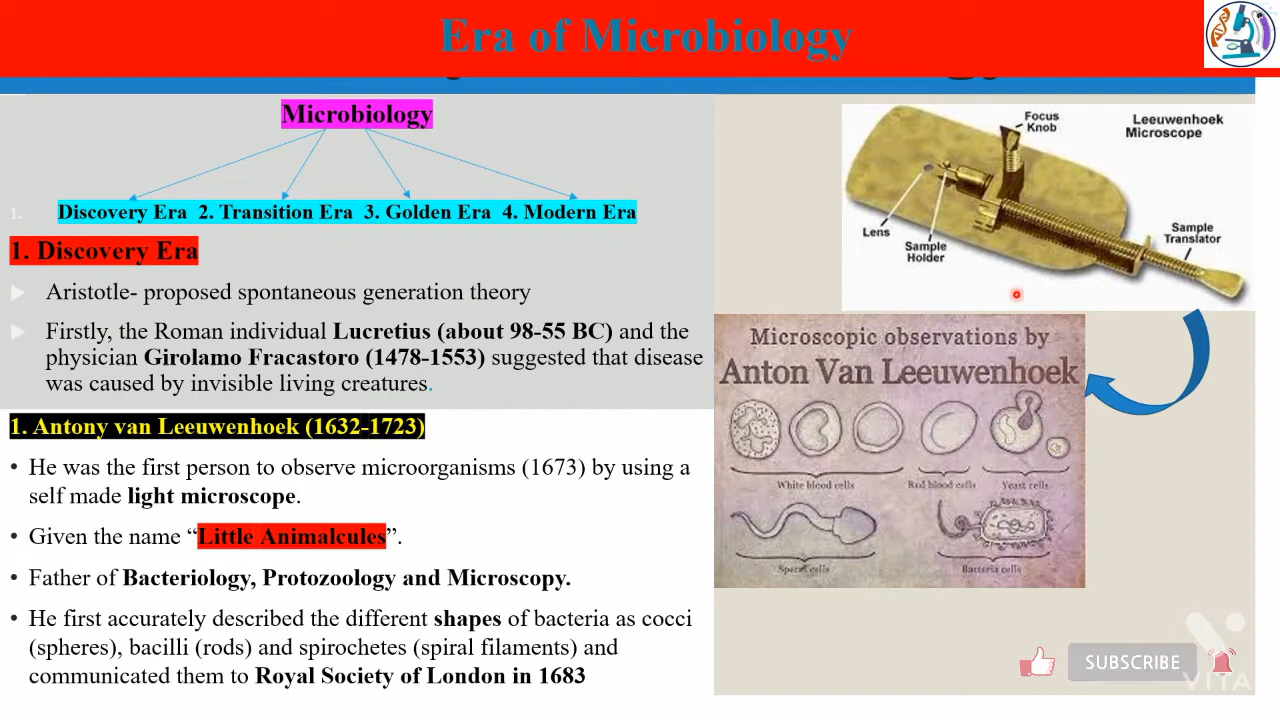 Era of Microbiology
Microbiology
1. Discovery Era 2. Transition Era 3. Golden Era 4. Modern Era
1. Discovery Era
Aristotle- proposed spontaneous generation theory
Firstly, the Roman individual Lucretius (about 98-55 BC) and the
physician Girolamo Fracastoro (1478-1553) suggested that disease
was caused by invisible living creatures.
1. Antony van Leeuwenhoek (1632-1723)
• He was the first person to observe microorganisms (1673) by using a
self made light microscope.
• Given the name “Little Animalcules”.
• Father of Bacteriology, Protozoology and Microscopy.
• He first accurately described the different shapes of bacteria as cocci
(spheres), bacilli (rods) and spirochetes (spiral filaments) and
communicated them to Royal Society of London in 1683
Focus
Knob
Leeuwenhoek
Microscope
Lens
Sample
Holder
Sample
Translator
Microscopic observations by
Anton Van Leeuwenhoek
White blood cells
Red blood cells
Yeast cells
Sperm cells
Bacteria cells
SUBSCRIBE
VITA